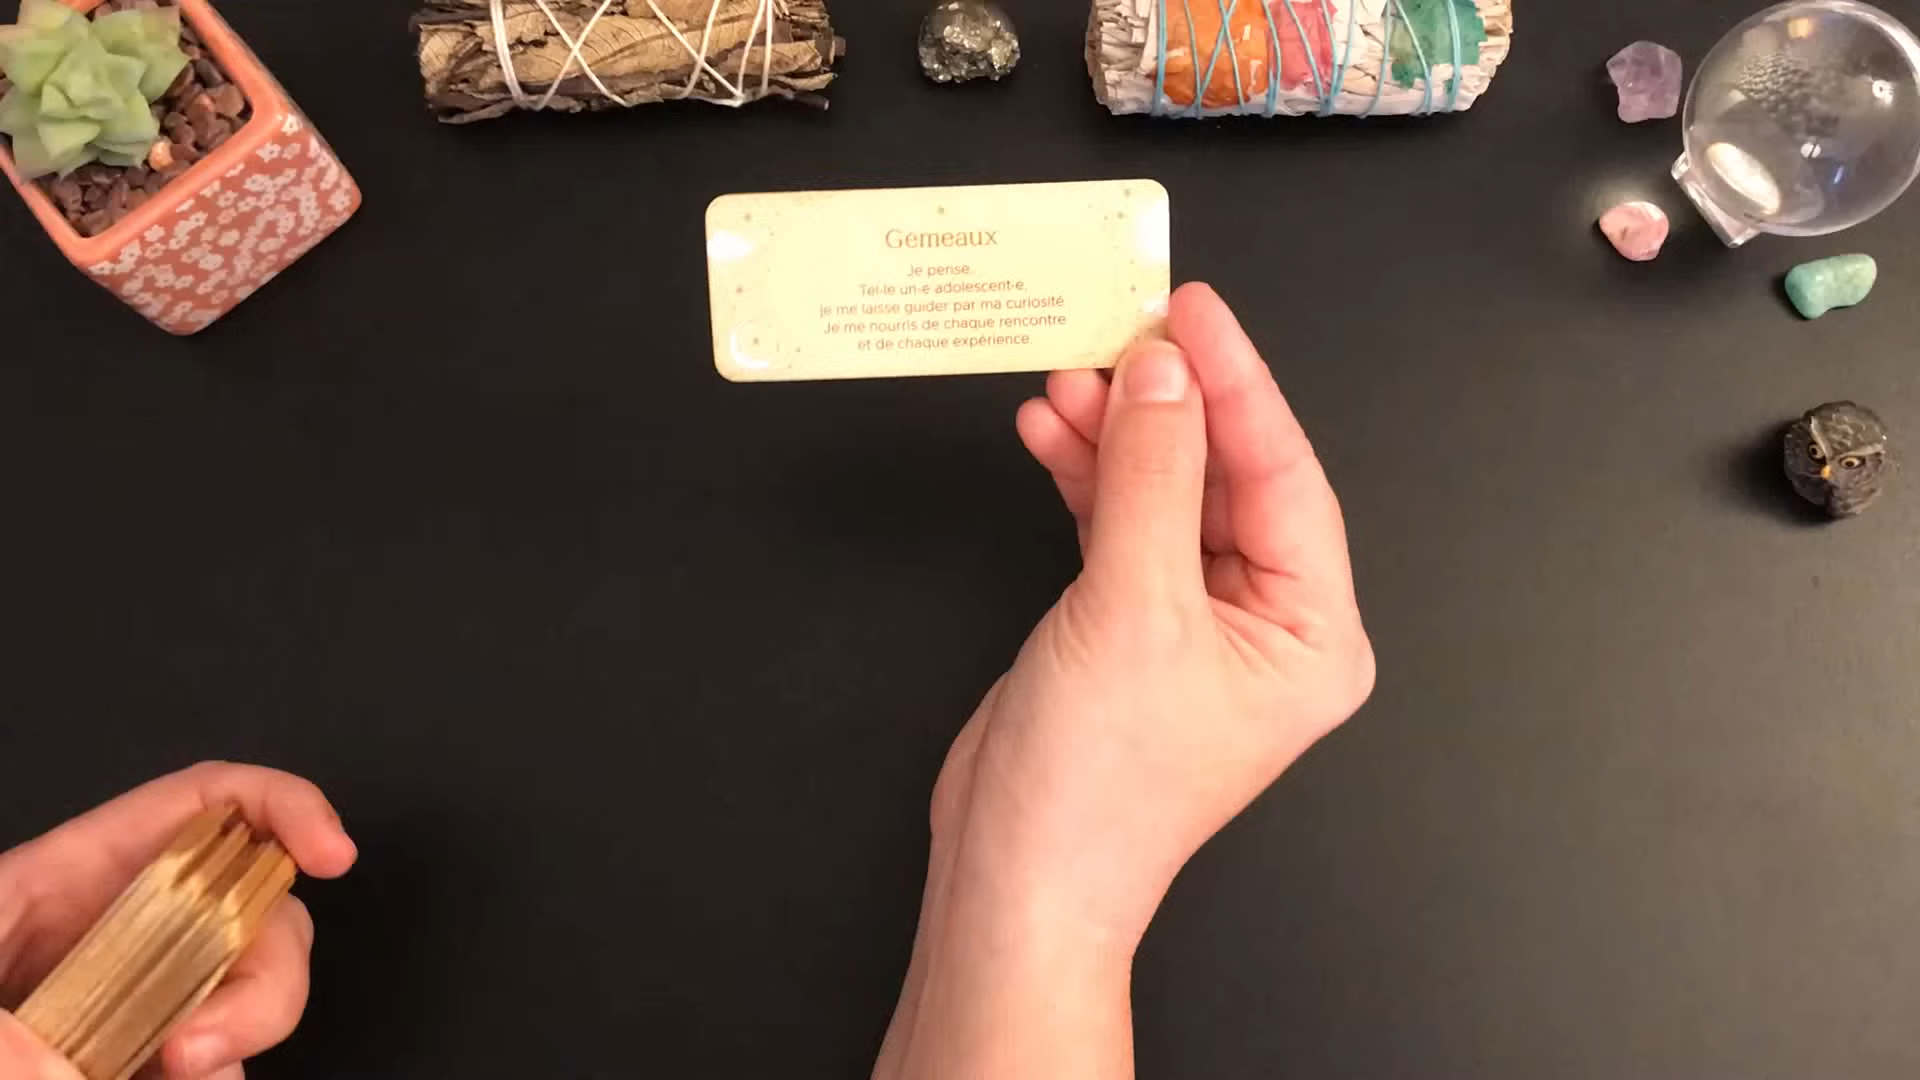 Gémeaux
Je pense.
Tel·le un·e adolescent·e,
je me laisse guider par ma curiosité
Je me nourris de chaque rencontre
et de chaque expérience.